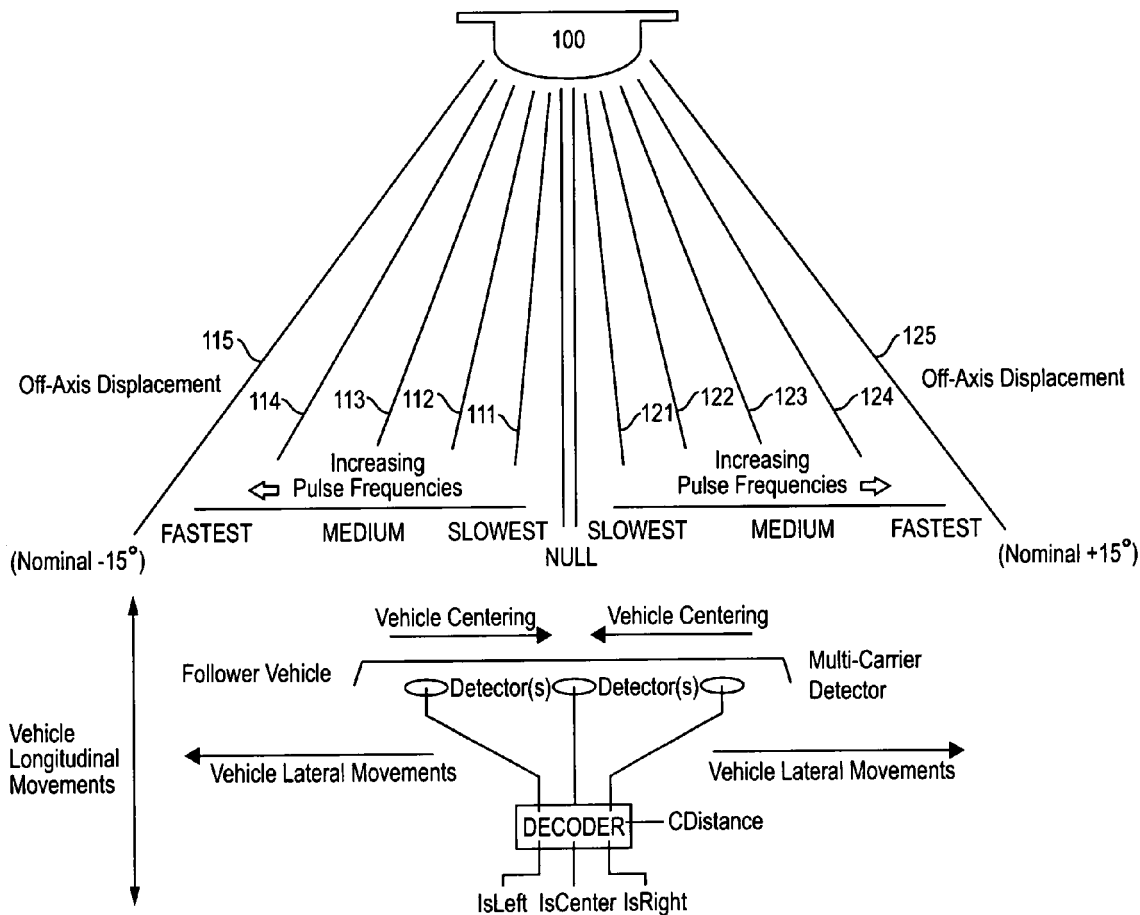 100
115
125
Off-Axis Displacement
Off-Axis Displacement
114
113
112
111
121
122
123
124
Increasing
Pulse Frequencies
Increasing
Pulse Frequencies
FASTEST
MEDIUM
SLOWEST
SLOWEST
MEDIUM
FASTEST
NULL
(Nominal -15°)
(Nominal +15°)
Vehicle Centering
Vehicle Centering
Follower Vehicle
Multi-Carrier
Detector
Detector(s)
Detector(s)
Vehicle
Longitudinal
Movements
Vehicle Lateral Movements
Vehicle Lateral Movements
DECODER
CDistance
IsLeft
IsCenter
IsRight